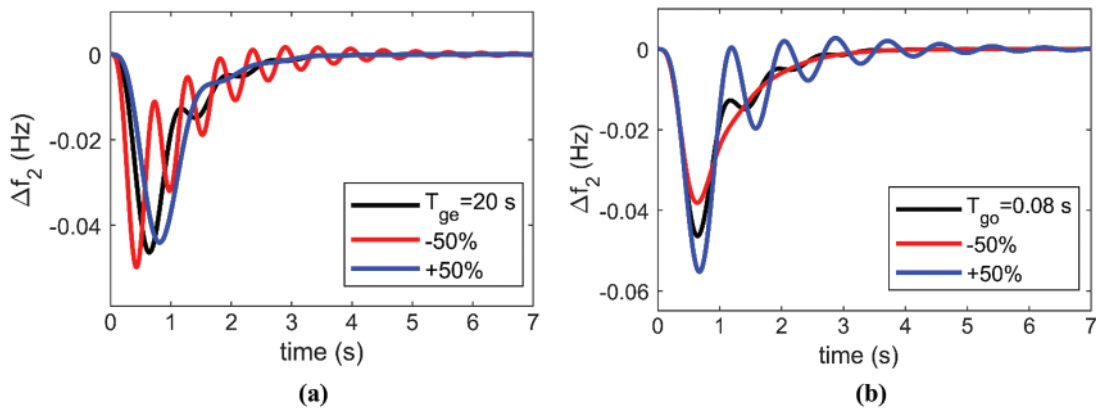 0
-0.02
-0.04
Δf2 (Hz)
Tge=20 s
-50%
+50%
0 1 2 3 4 5 6 7
time (s)
(a)
0
-0.02
-0.04
-0.06
Δf2 (Hz)
Tgo=0.08 s
-50%
+50%
0 1 2 3 4 5 6 7
time (s)
(b)